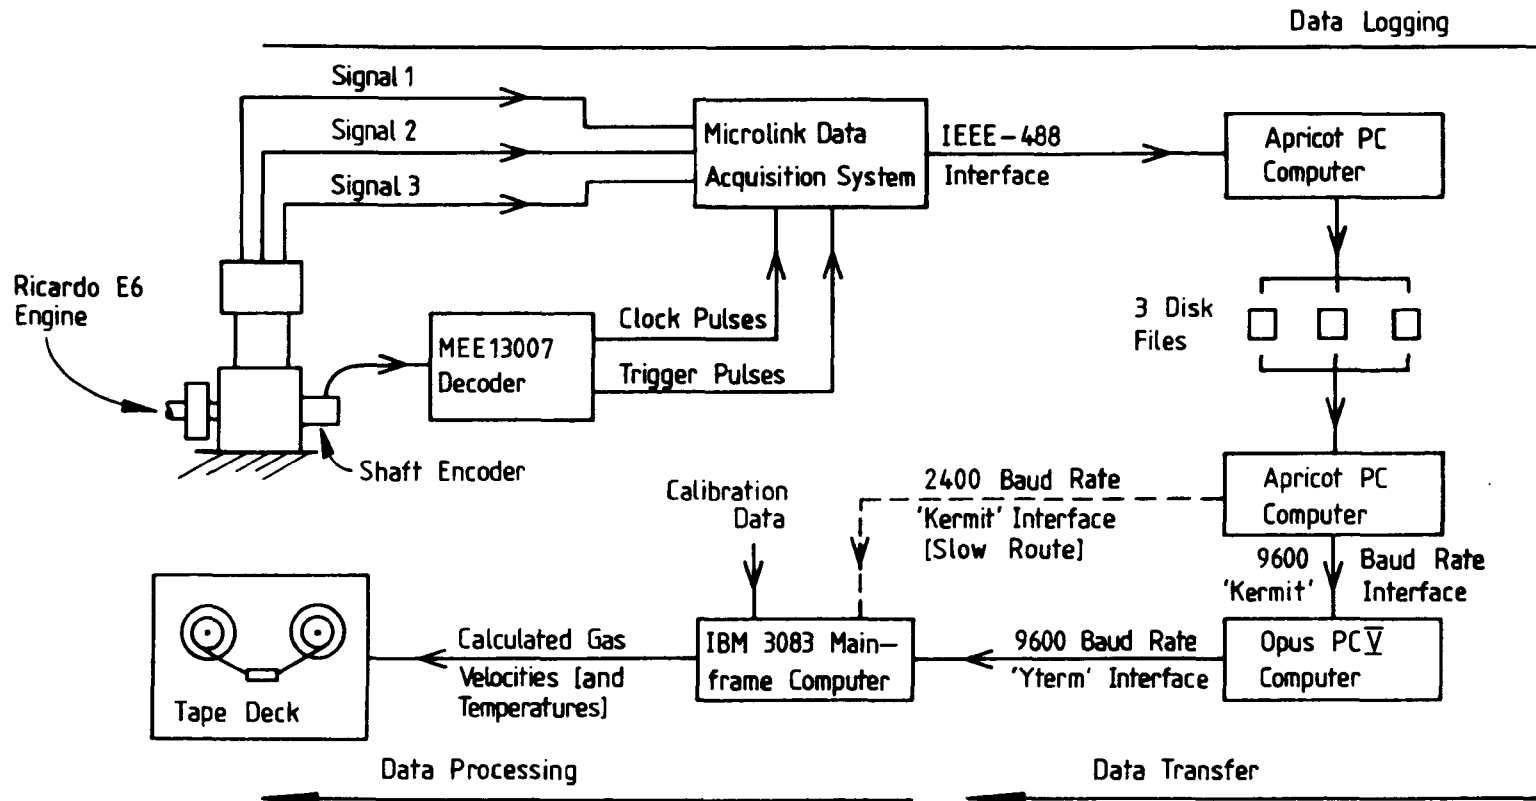 Data Logging
Signal 1
Signal 2
Signal 3
Microlink Data
Acquisition System
IEEE-488
Interface
Apricot PC
Computer
Ricardo E6
Engine
MEE13007
Decoder
Clock Pulses
Trigger Pulses
3 Disk
Files
Shaft Encoder
Calibration
Data
2400 Baud Rate
'Kermit' Interface
[Slow Route]
Apricot PC
Computer
9600 Baud Rate
'Kermit' Interface
Tape Deck
Calculated Gas
Velocities [and
Temperatures]
IBM 3083 Main-
frame Computer
9600 Baud Rate
'Yterm' Interface
Opus PC V
Computer
Data Processing
Data Transfer